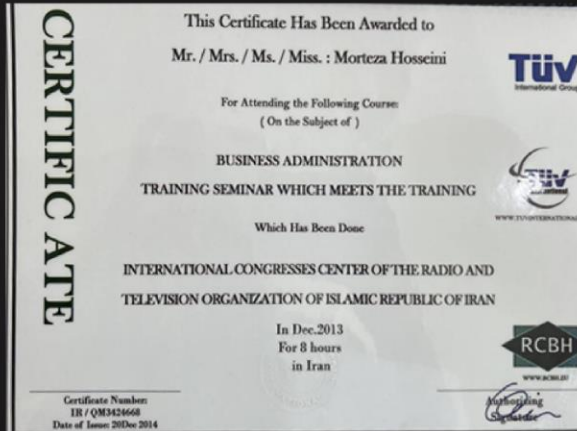 CERTIFICATE
This Certificate Has Been Awarded to
Mr. / Mrs. / Ms. / Miss. : Morteza Hosseini
For Attending the Following Course:
( On the Subject of )
BUSINESS ADMINISTRATION
TRAINING SEMINAR WHICH MEETS THE TRAINING
Which Has Been Done
INTERNATIONAL CONGRESSES CENTER OF THE RADIO AND
TELEVISION ORGANIZATION OF ISLAMIC REPUBLIC OF IRAN
In Dec.2013
For 8 hours
in Iran
Certificate Number:
IR / QM3424668
Date of Issue: 20Dec 2014
TÜV
International Group
TÜV
RCBH
Authorizing
Signature